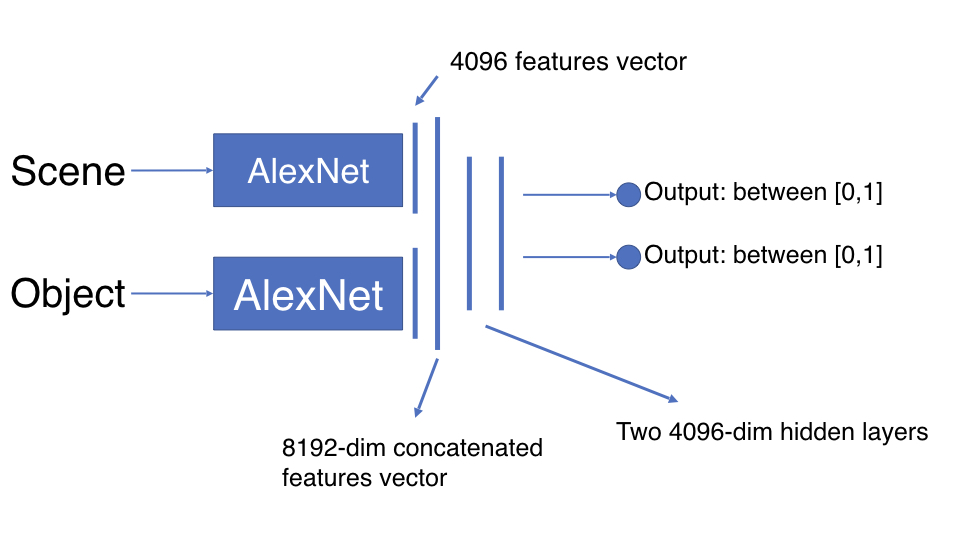 4096 features vector
Scene
AlexNet
Output: between [0,1]
Object
AlexNet
Output: between [0,1]
8192-dim concatenated
features vector
Two 4096-dim hidden layers